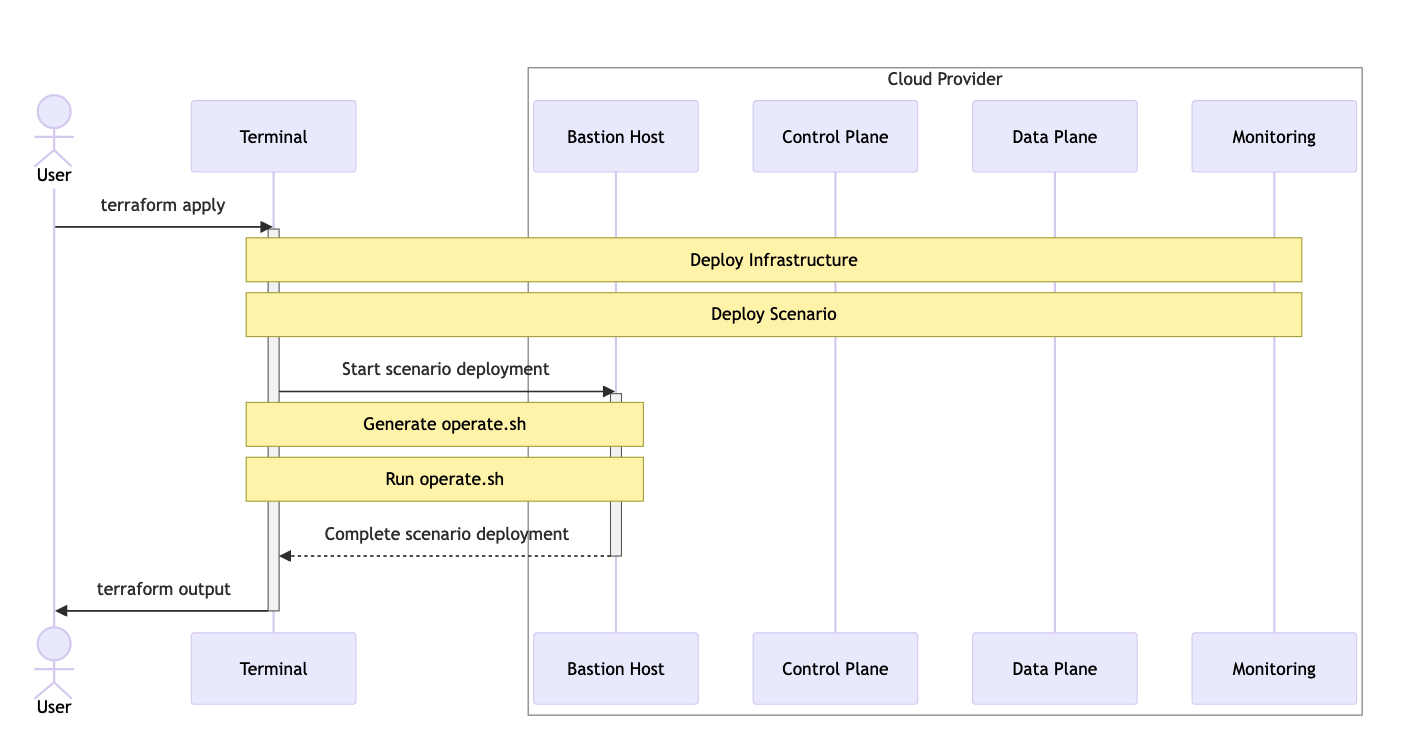 Cloud Provider
User
Terminal
Bastion Host
Control Plane
Data Plane
Monitoring
terraform apply
Deploy Infrastructure
Deploy Scenario
Start scenario deployment
Generate operate.sh
Run operate.sh
Complete scenario deployment
terraform output
User
Terminal
Bastion Host
Control Plane
Data Plane
Monitoring